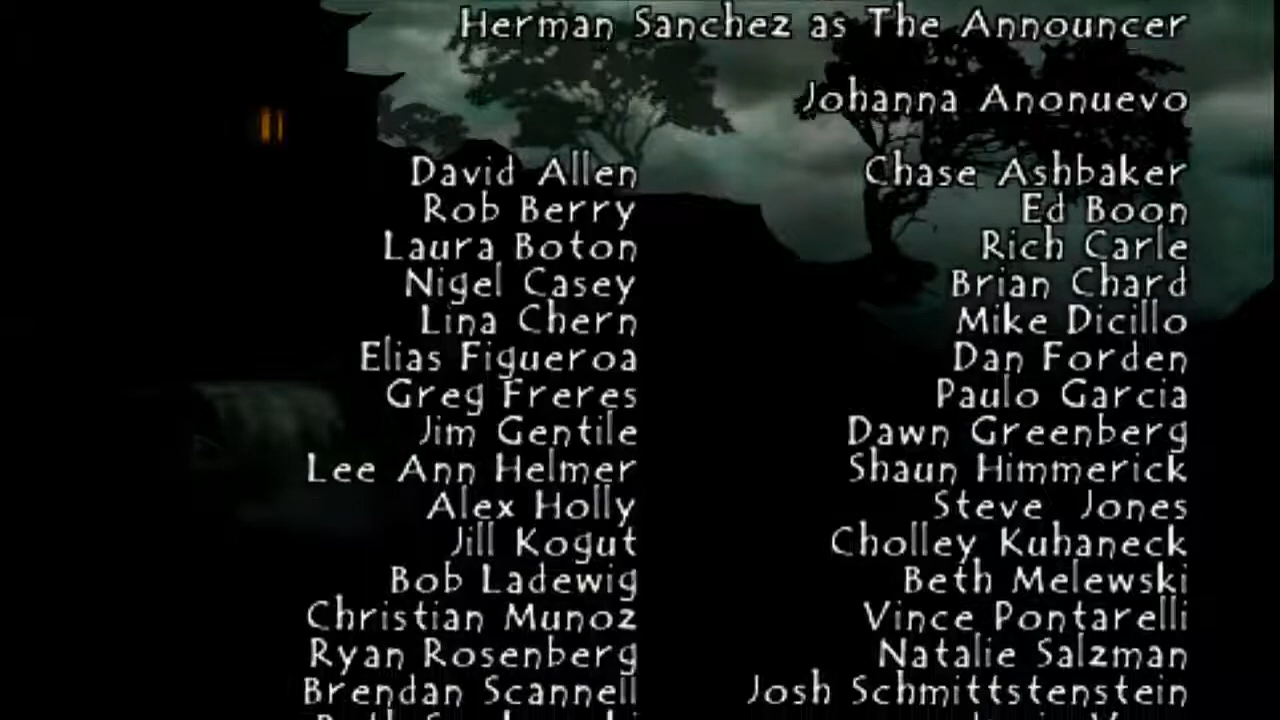 Herman Sanchez as The Announcer
Johanna Anonuevo
David Allen Chase Ashbaker
Rob Berry Ed Boon
Laura Boton Rich Carle
Nigel Casey Brian Chard
Lina Chern Mike Dicillo
Elias Figueroa Dan Forden
Greg Freres Paulo Garcia
Jim Gentile Dawn Greenberg
Lee Ann Helmer Shaun Himmerick
Alex Holly Steve Jones
Jill Kogut Cholley Kuhaneck
Bob Ladewig Beth Melewski
Christian Munoz Vince Pontarelli
Ryan Rosenberg Natalie Salzman
Brendan Scannell Josh Schmittstenstein